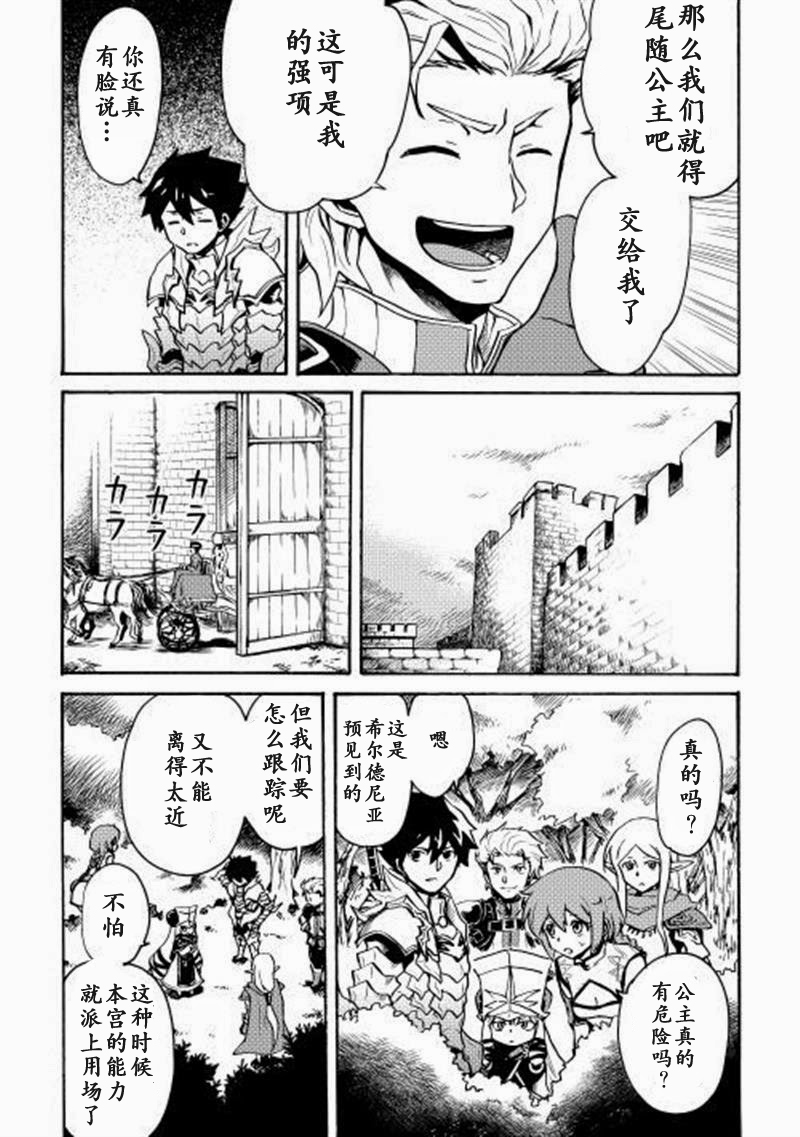 那么我们就得
尾随公主吧
交给我了
这可是我
的强项
你还真
有脸说…
カラ
カラ
カラ
真的吗？
公主真的
有危险吗？
嗯
这是
希尔德尼亚
预见到的
但我们要
怎么跟踪呢
又不能
离得太近
不怕
这种时候
本宫的能力
就派上用场了